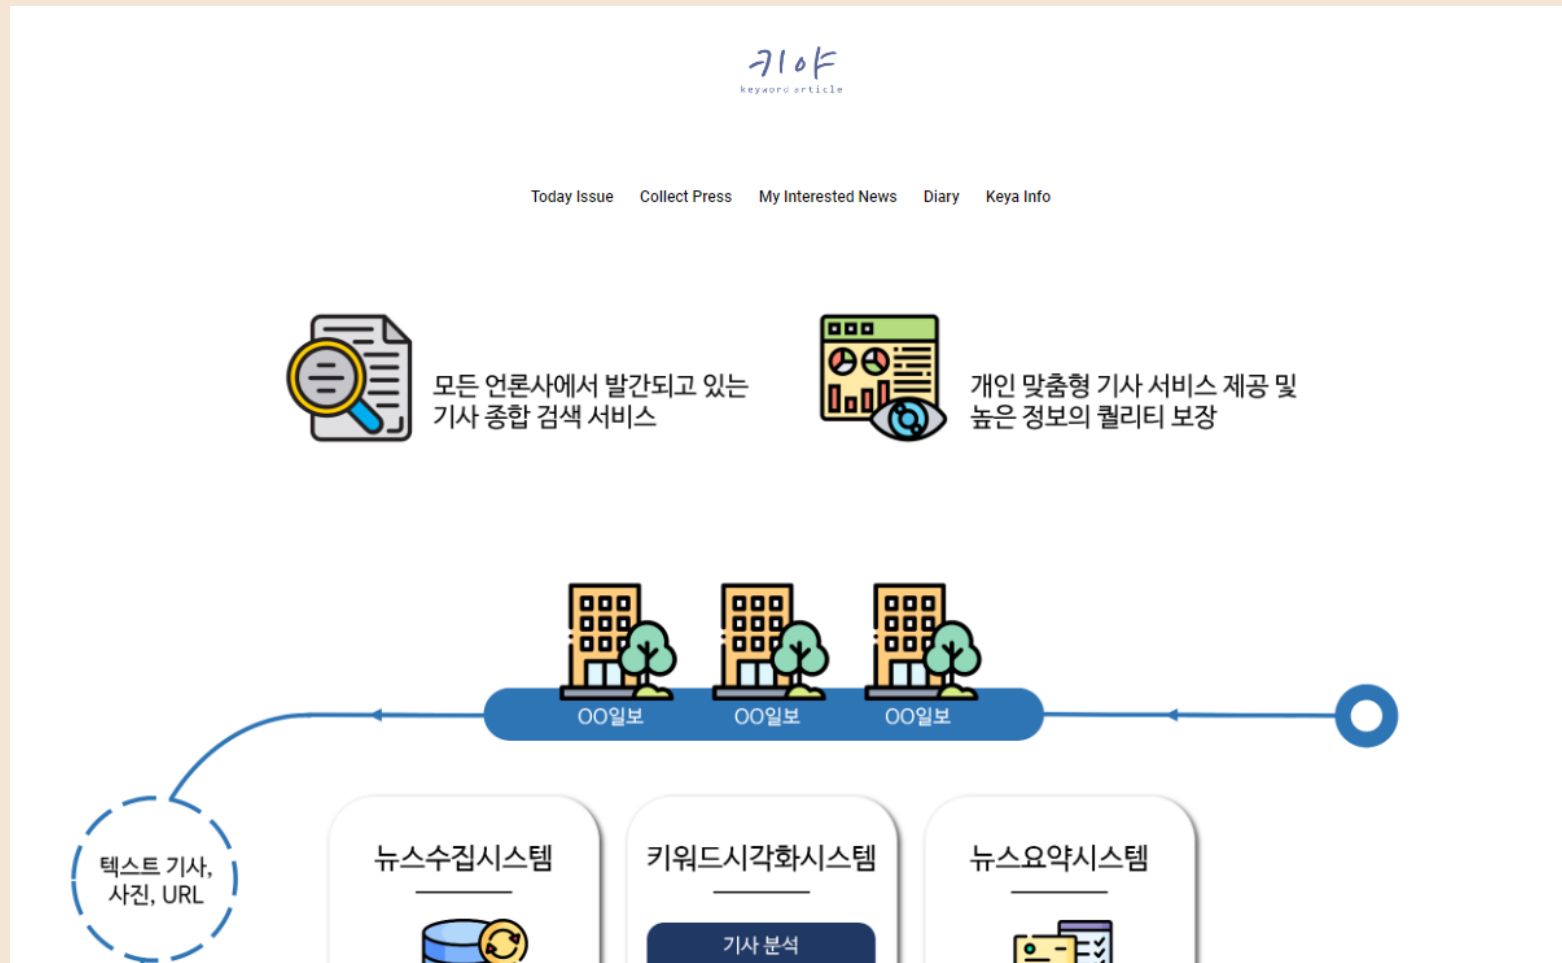 키야
keyword article
Today Issue Collect Press My Interested News Diary Keya Info
모든 언론사에서 발간되고 있는
기사 종합 검색 서비스
개인 맞춤형 기사 서비스 제공 및
높은 정보의 퀄리티 보장
OO일보 OO일보 OO일보
텍스트 기사,
사진, URL
뉴스수집시스템
키워드시각화시스템
기사 분석
뉴스요약시스템